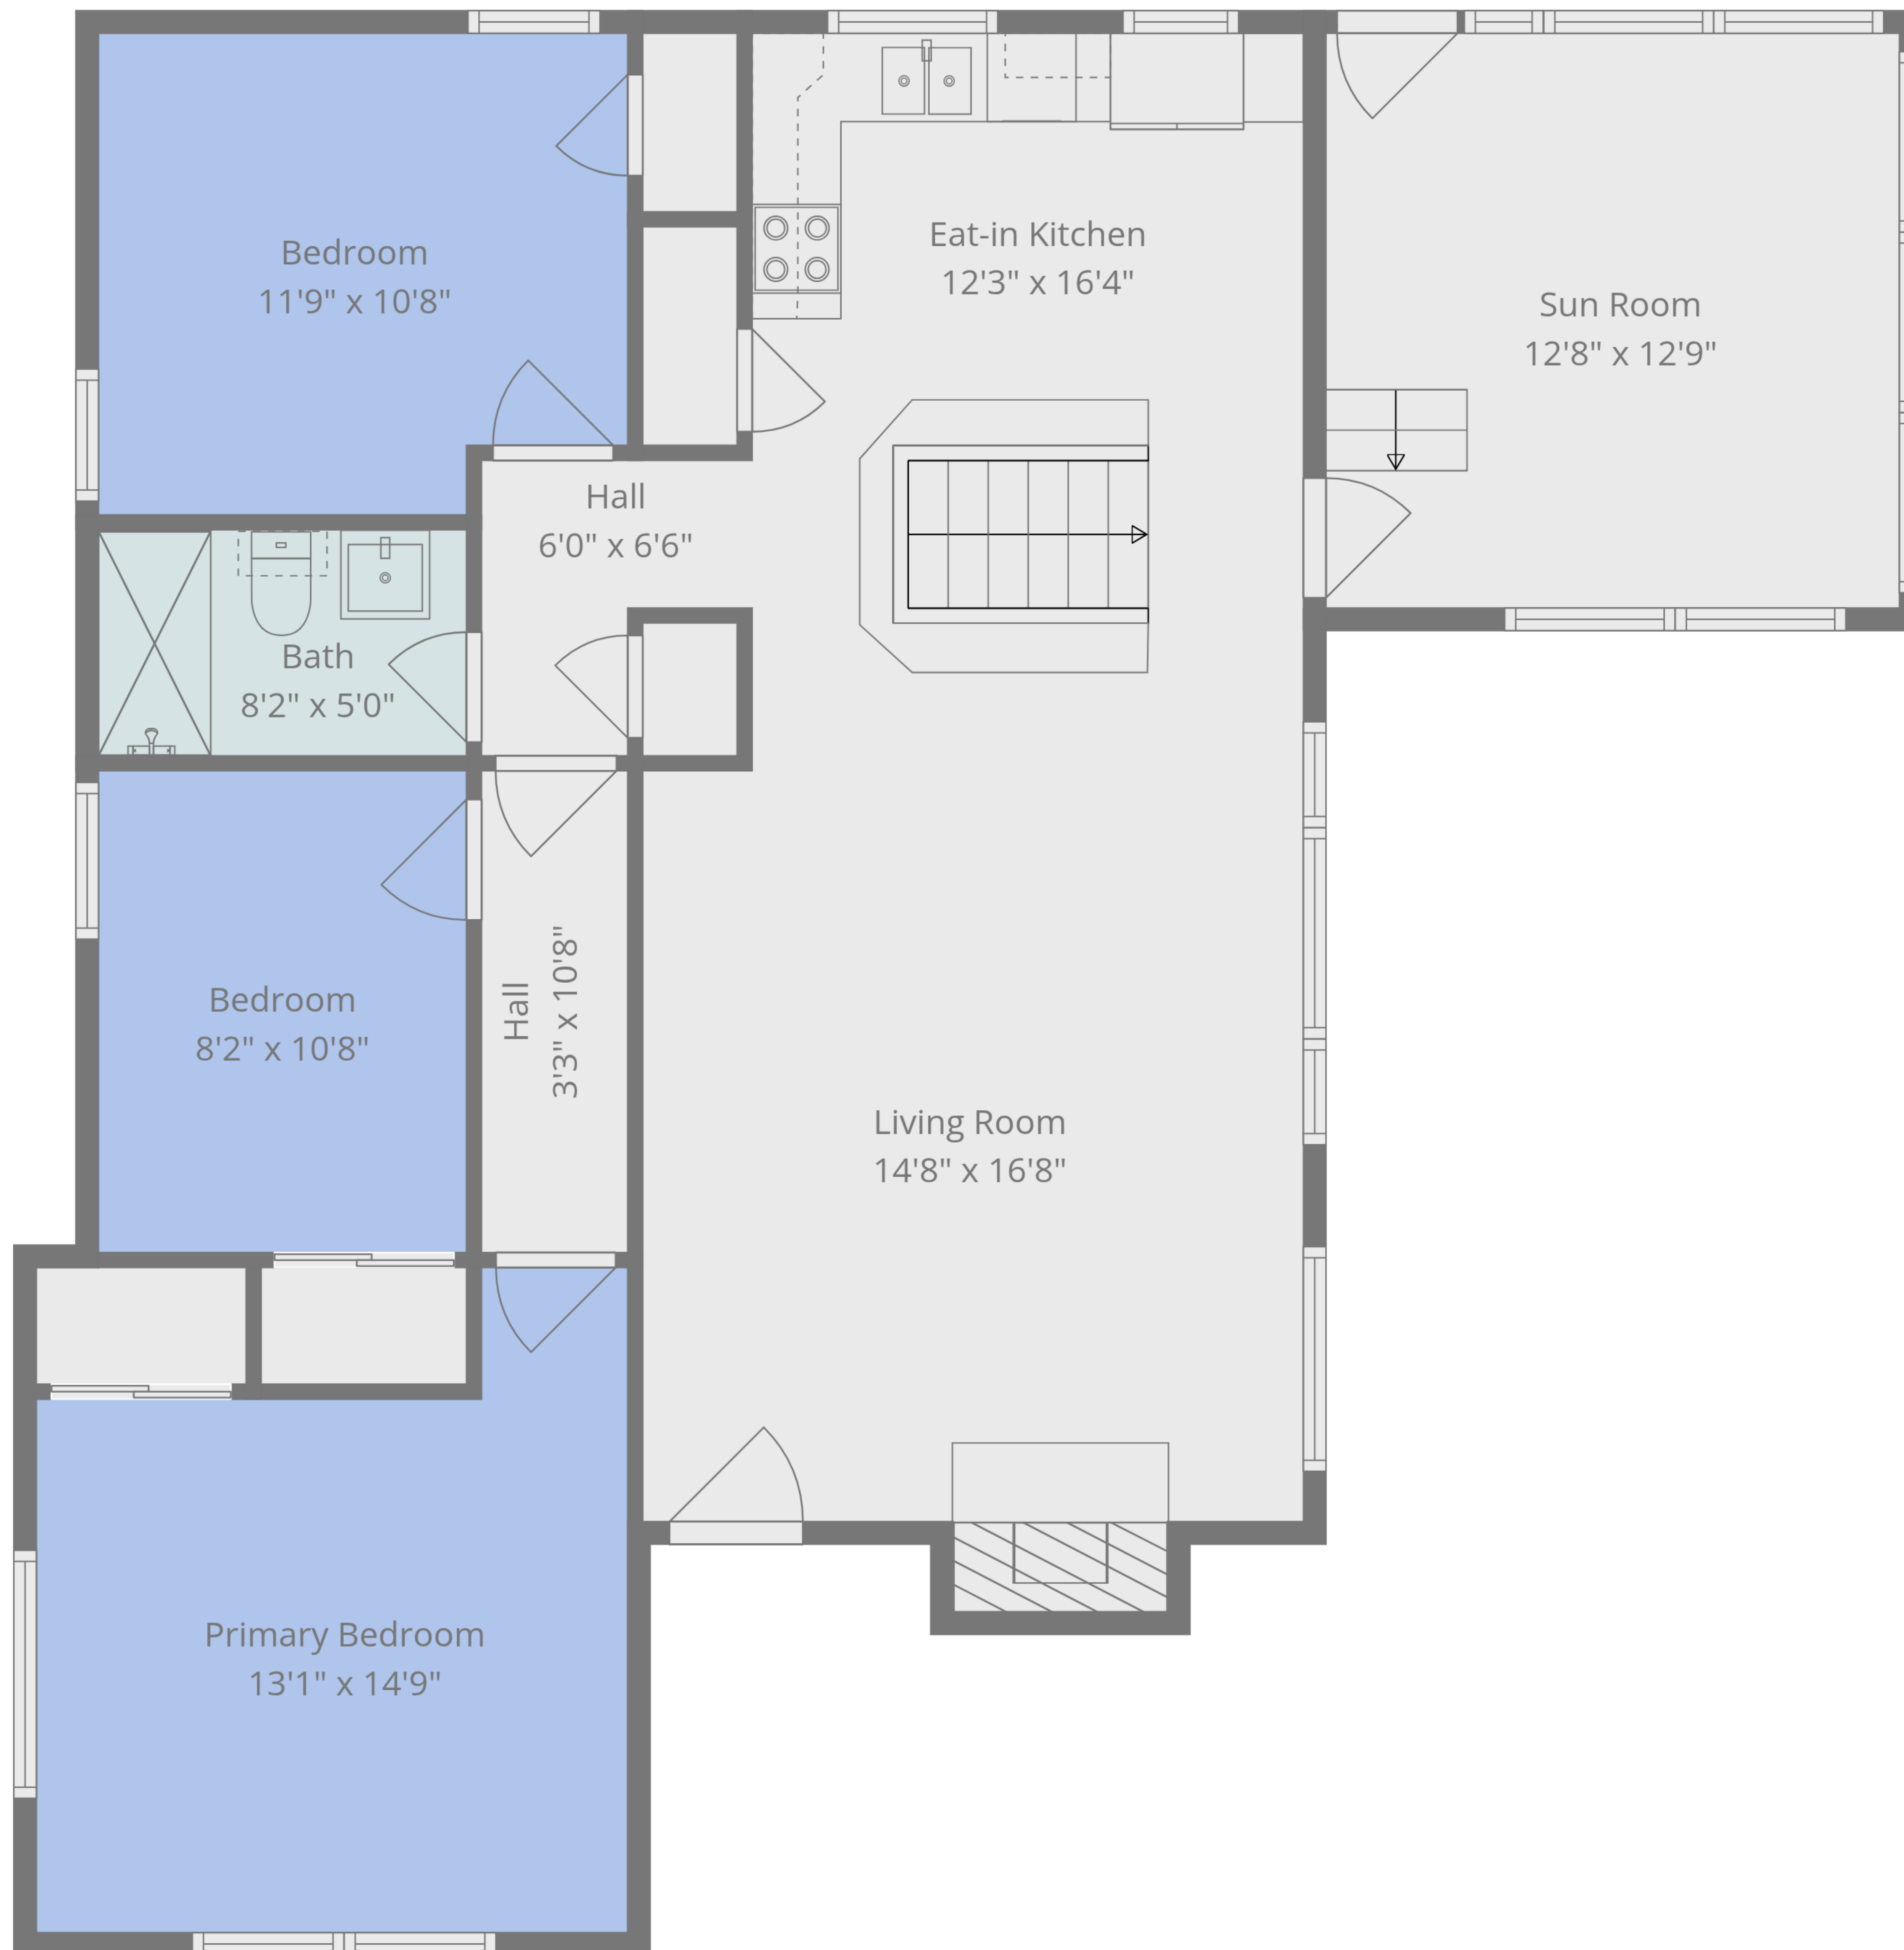 Bedroom
11'9" x 10'8"
Eat-in Kitchen
12'3" x 16'4"
Sun Room
12'8" x 12'9"
Hall
6'0" x 6'6"
Bath
8'2" x 5'0"
Bedroom
8'2" x 10'8"
Hall
3'3" x 10'8"
Living Room
14'8" x 16'8"
Primary Bedroom
13'1" x 14'9"